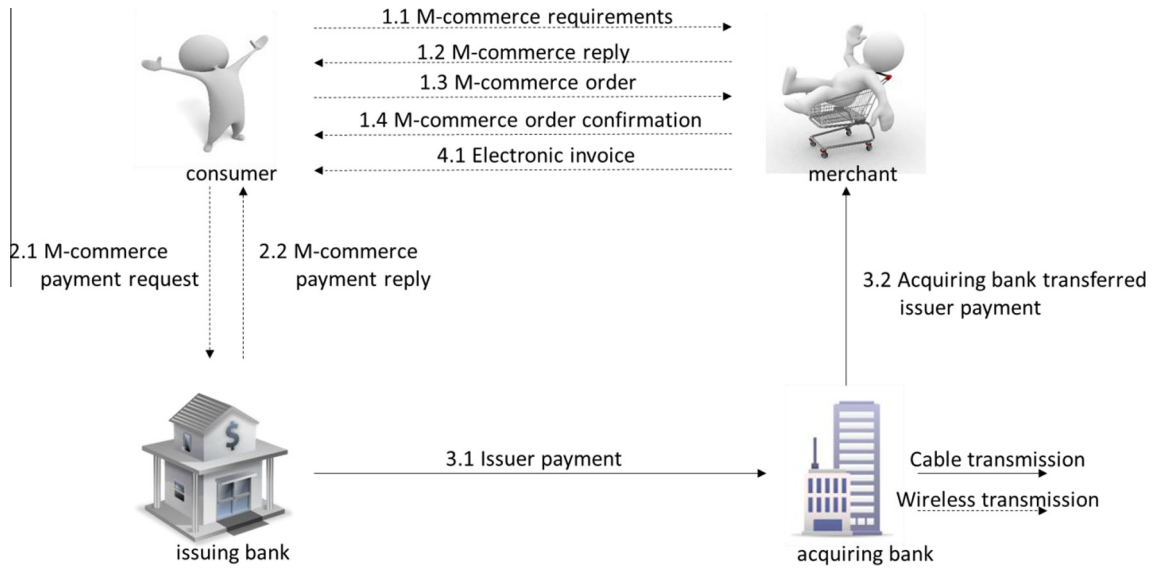 1.1 M-commerce requirements
1.2 M-commerce reply
1.3 M-commerce order
1.4 M-commerce order confirmation
4.1 Electronic invoice
consumer
merchant
2.1 M-commerce
payment request
2.2 M-commerce
payment reply
3.2 Acquiring bank transferred
issuer payment
$
3.1 Issuer payment
Cable transmission
Wireless transmission
issuing bank
acquiring bank